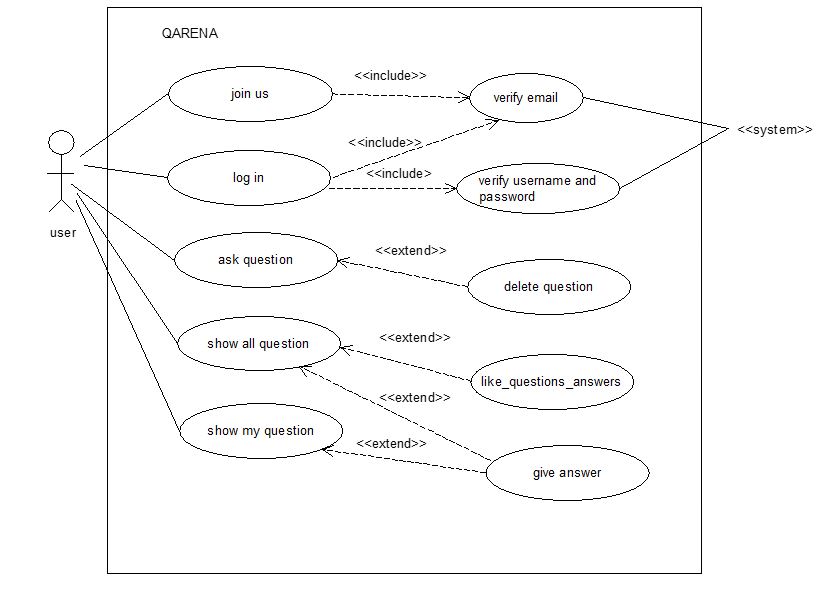 QARENA
join us
<<include>>
verify email
<<system>>
<<include>>
log in
<<include>
verify username and
password
user
ask question
<<extend>>
delete question
show all question
<<extend>>
like_questions_answers
<<extend>>
show my question
<<extend>>
give answer